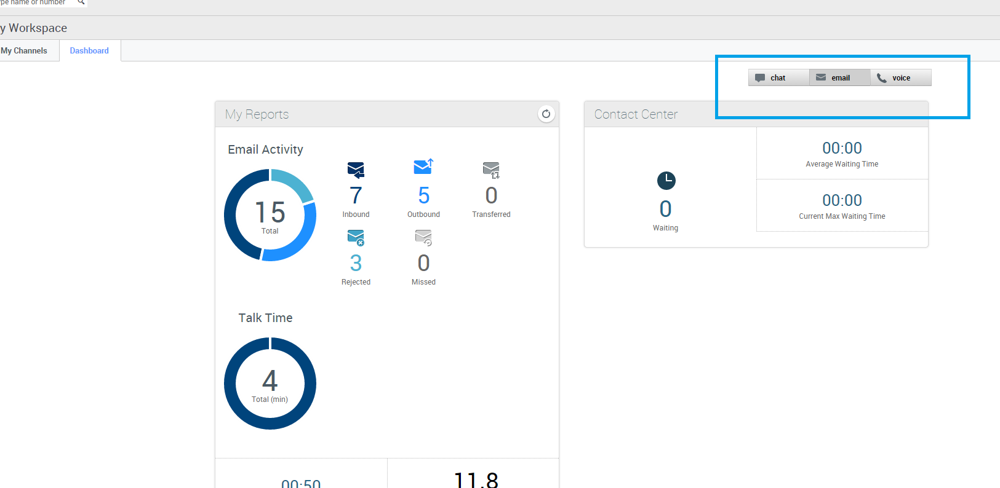 ype name or number
y Workspace
My Channels
Dashboard
chat
email
voice
My Reports
Email Activity
15
Total
7
Inbound
5
Outbound
0
Transferred
3
Rejected
0
Missed
Talk Time
4
Total (min)
00:50
11.8
Contact Center
0
Waiting
00:00
Average Waiting Time
00:00
Current Max Waiting Time